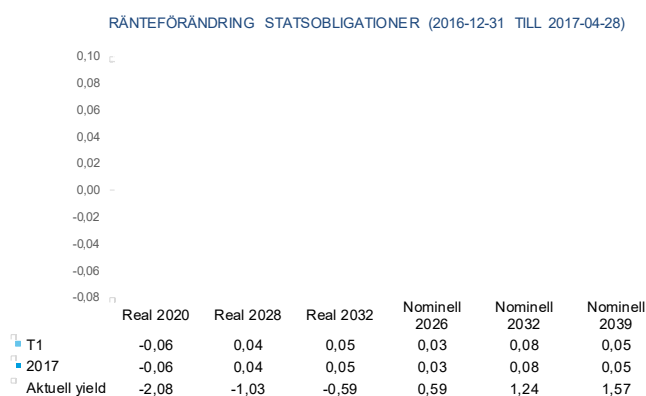 RÄNTEFÖRÄNDRING STATSOBLIGATIONER (2016-12-31 TILL 2017-04-28)
0,10
0,08
0,06
0,04
0,02
0,00
-0,02
-0,04
-0,06
-0,08
Real 2020 Real 2028 Real 2032 Nominell 2026 Nominell 2032 Nominell 2039
T1 -0,06 0,04 0,05 0,03 0,08 0,05
2017 -0,06 0,04 0,05 0,03 0,08 0,05
Aktuell yield -2,08 -1,03 -0,59 0,59 1,24 1,57